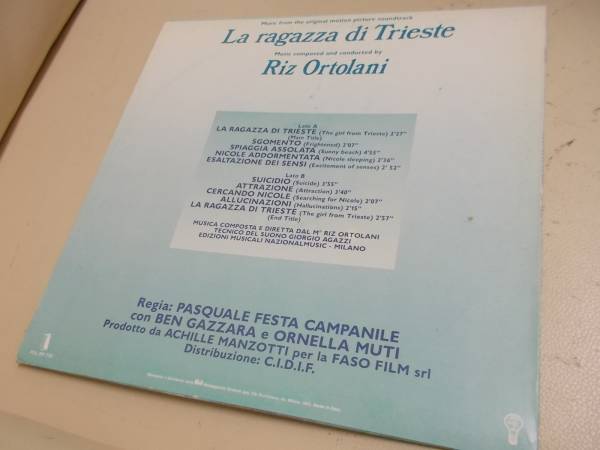 Music from the original motion picture soundtrack
La ragazza di Trieste
Music composed and conducted by
Riz Ortolani
Lato A
LA RAGAZZA DI TRIESTE (The girl from Trieste) 3'27"
(Main Title)
SGOMENTO (Frightened) 2'07"
SPIAGGIA ASSOLATA (Sunny beach) 4'55"
NICOLE ADDORMENTATA (Nicole sleeping) 2'36"
ESALTAZIONE DEI SENSI (Excitement of senses) 2' 52"
Lato B
SUICIDIO (Suicide) 3'55"
ATTRAZIONE (Attraction) 3'40"
CERCANDO NICOLE (Searching for Nicole) 2'07"
ALLUCINAZIONI (Hallucinations) 2'15"
LA RAGAZZA DI TRIESTE (The girl from Trieste) 2'57"
(End Title)
MUSICA COMPOSTA E DIRETTA DAL M° RIZ ORTOLANI
TECNICO DEL SUONO GIORGIO AGAZZI
EDIZIONI MUSICALI NAZIONALMUSIC - MILANO
Regia: PASQUALE FESTA CAMPANILE
con BEN GAZZARA e ORNELLA MUTI
Prodotto da ACHILLE MANZOTTI per la FASO FILM srl
Distribuzione: C.I.D.I.F.
1